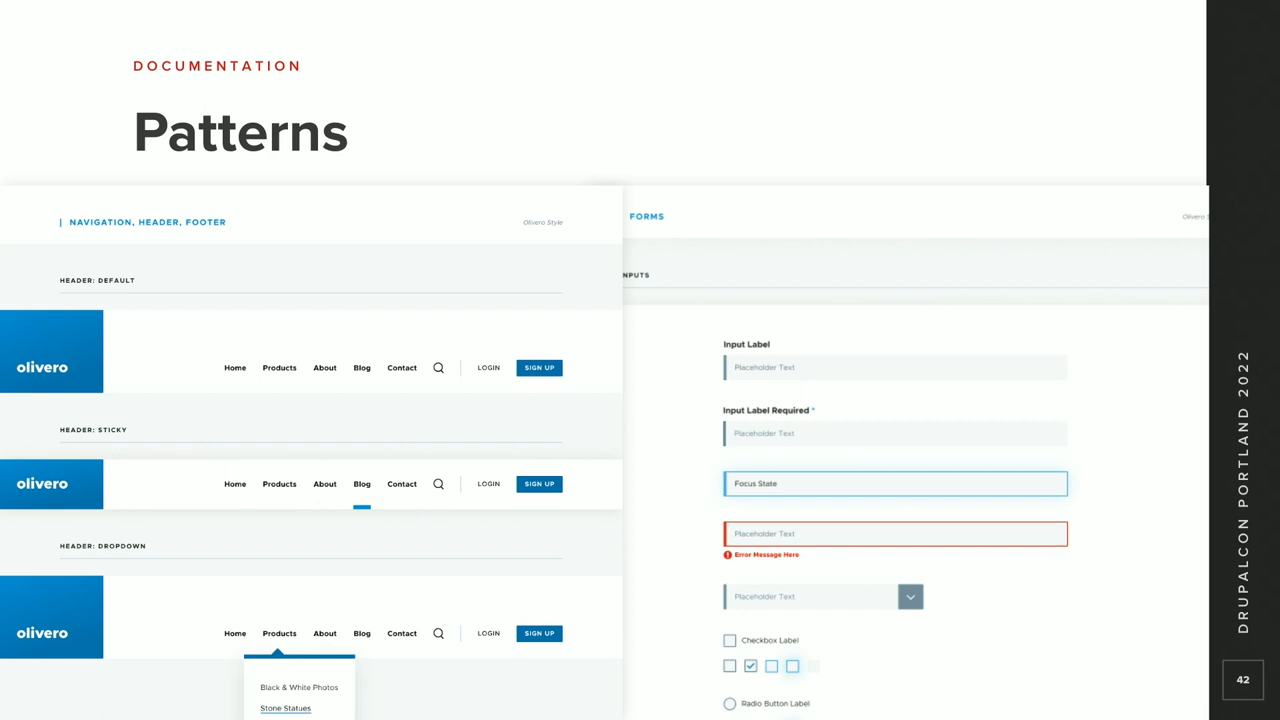 DOCUMENTATION
Patterns
| NAVIGATION, HEADER, FOOTER
Olivero Style
HEADER: DEFAULT
olivero
Home Products About Blog Contact LOGIN SIGN UP
HEADER: STICKY
olivero
Home Products About Blog Contact LOGIN SIGN UP
HEADER: DROPDOWN
olivero
Home Products About Blog Contact LOGIN SIGN UP
Black & White Photos
Stone Statues
FORMS
Olivero S
NPUTS
Input Label
Placeholder Text
Input Label Required *
Placeholder Text
Focus State
Placeholder Text
Error Message Here
Placeholder Text
Checkbox Label
Radio Button Label
DRUPALCON PORTLAND 2022
42